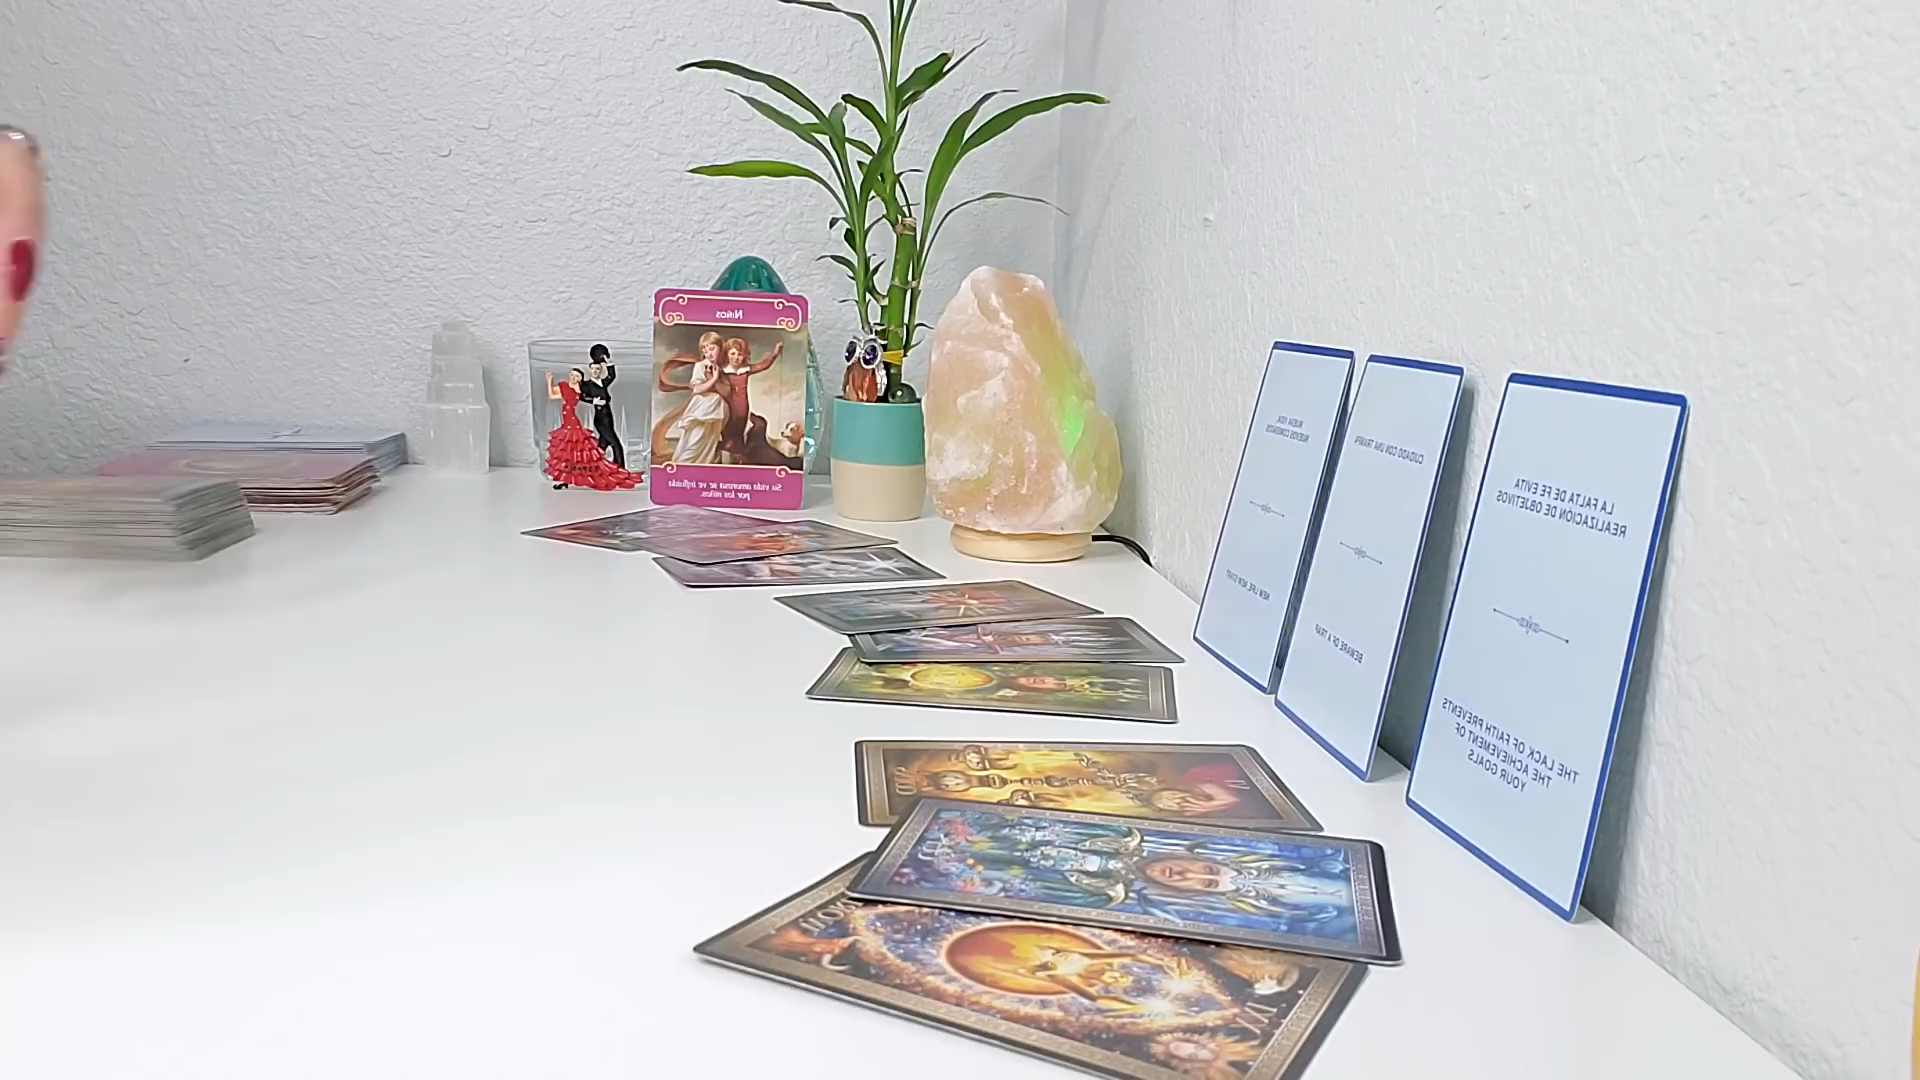 NIÑOS
Su vida amorosa se ve influida
por los niños.
NUEVA VIDA,
NUEVOS COMIENZOS
NEW LIFE, NEW START
CUIDADO CON UNA TRAMPA
BEWARE OF A TRAP
LA FALTA DE FE EVITA
REALIZACIÓN DE OBJETIVOS
THE LACK OF FAITH PREVENTS
THE ACHIEVEMENT OF
YOUR GOALS
XXI